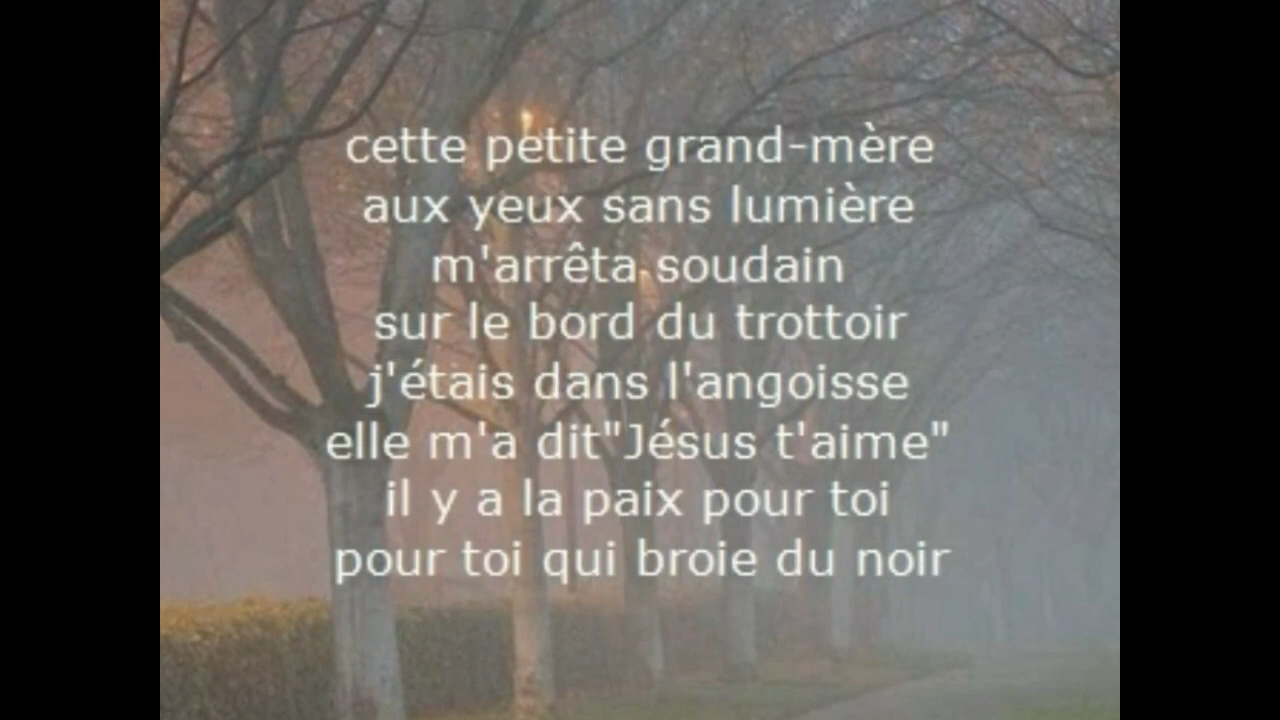 cette petite grand-mère
aux yeux sans lumière
m'arrêta soudain
sur le bord du trottoir
j'étais dans l'angoisse
elle m'a dit"Jésus t'aime"
il y a la paix pour toi
pour toi qui broie du noir